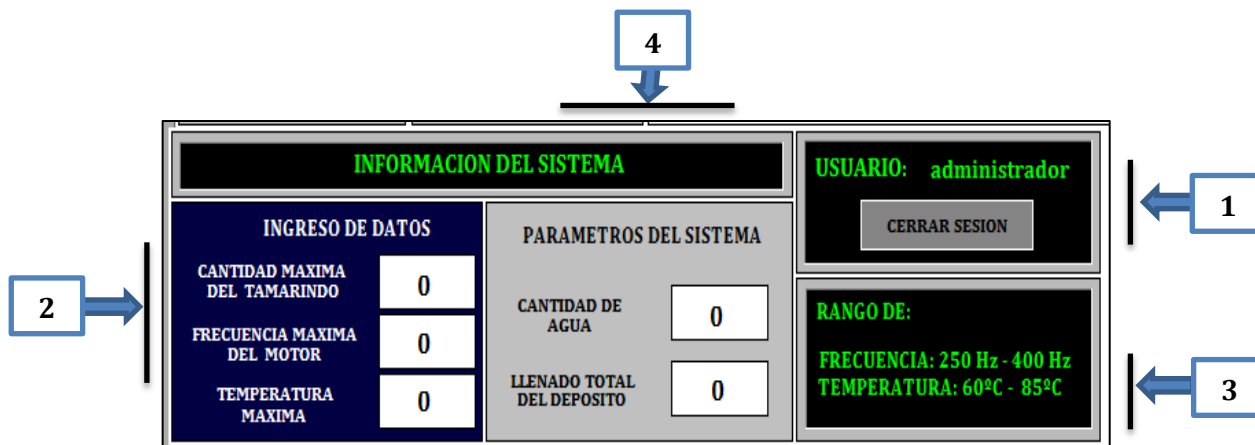 4
INFORMACION DEL SISTEMA
USUARIO: administrador
CERRAR SESION
1
INGRESO DE DATOS
CANTIDAD MAXIMA
DEL TAMARINDO
0
FRECUENCIA MAXIMA
DEL MOTOR
0
TEMPERATURA
MAXIMA
0
2
PARAMETROS DEL SISTEMA
CANTIDAD DE
AGUA
0
LLENADO TOTAL
DEL DEPOSITO
0
RANGO DE:
FRECUENCIA: 250 Hz - 400 Hz
TEMPERATURA: 60ºC - 85ºC
3